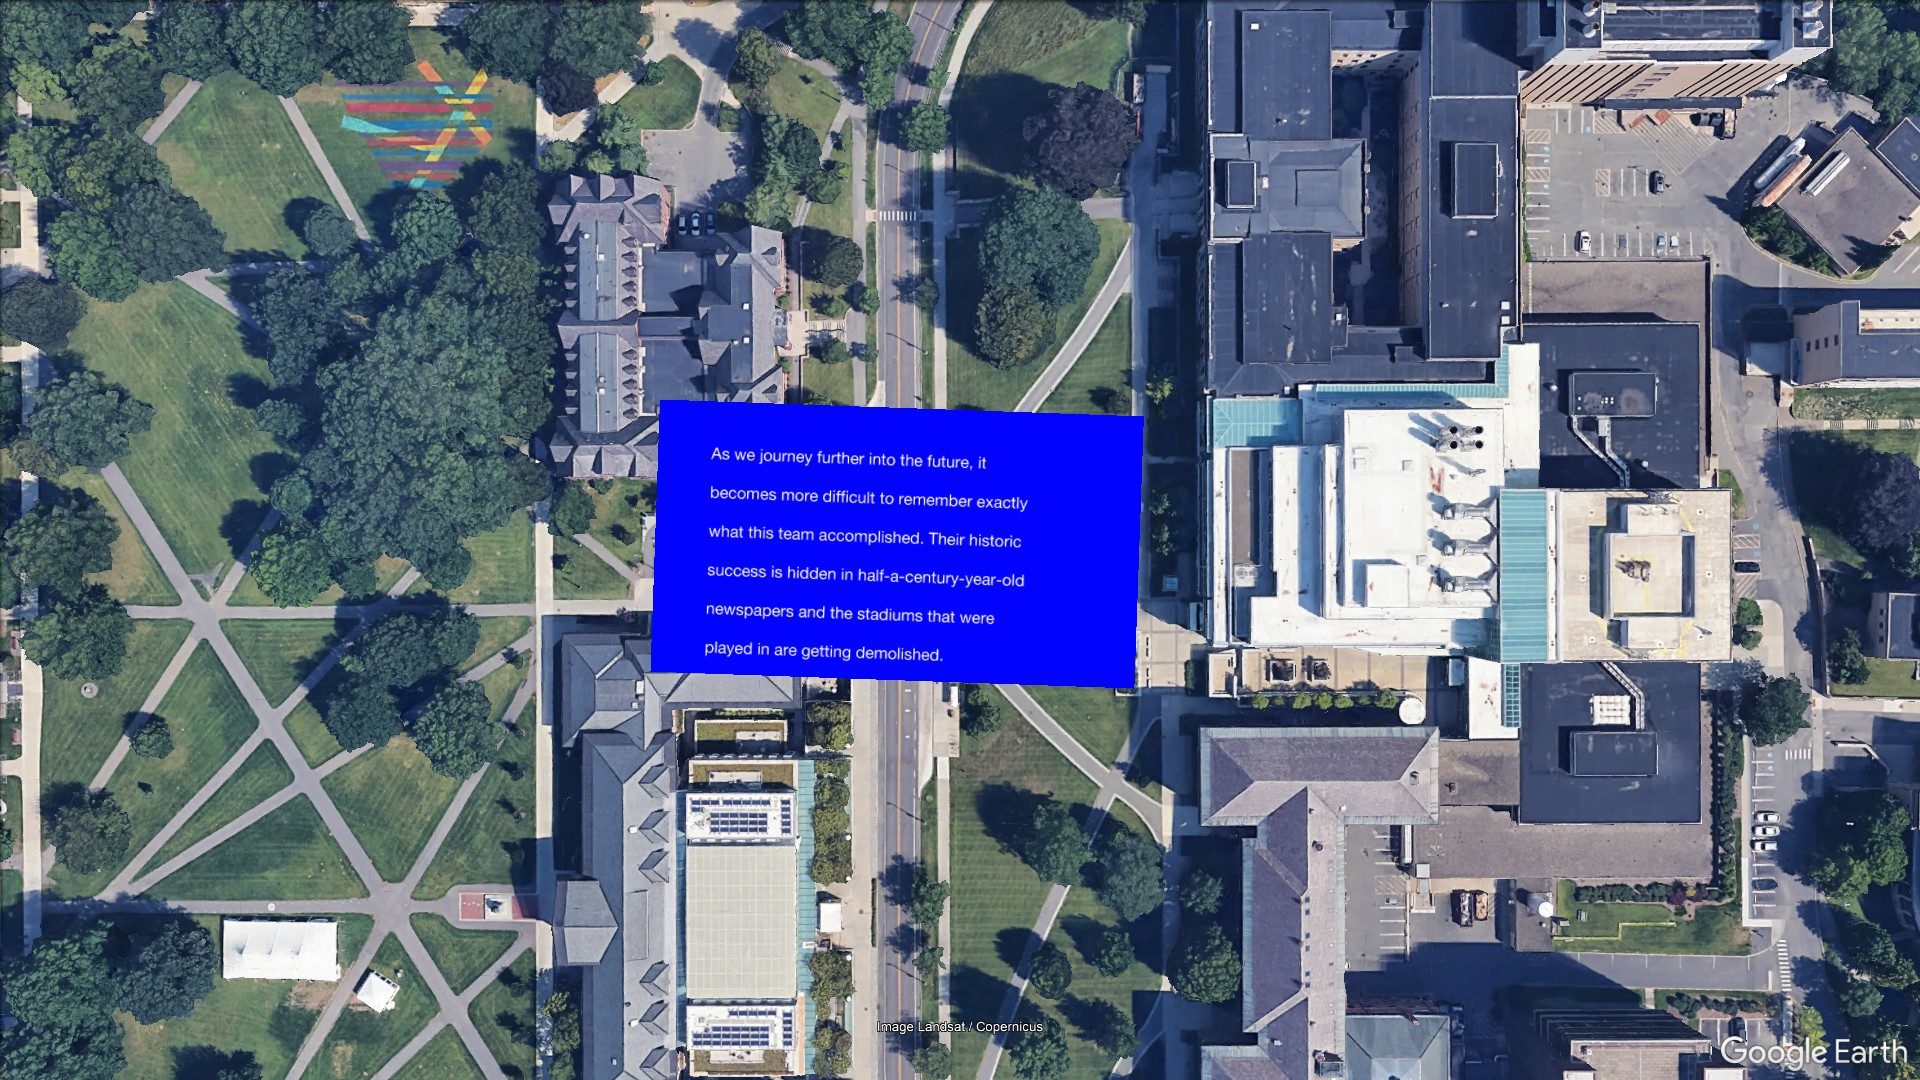 As we journey further into the future, it
becomes more difficult to remember exactly
what this team accomplished. Their historic
success is hidden in half-a-century-year-old
newspapers and the stadiums that were
played in are getting demolished.
Image Landsat / Copernicus
Google Earth